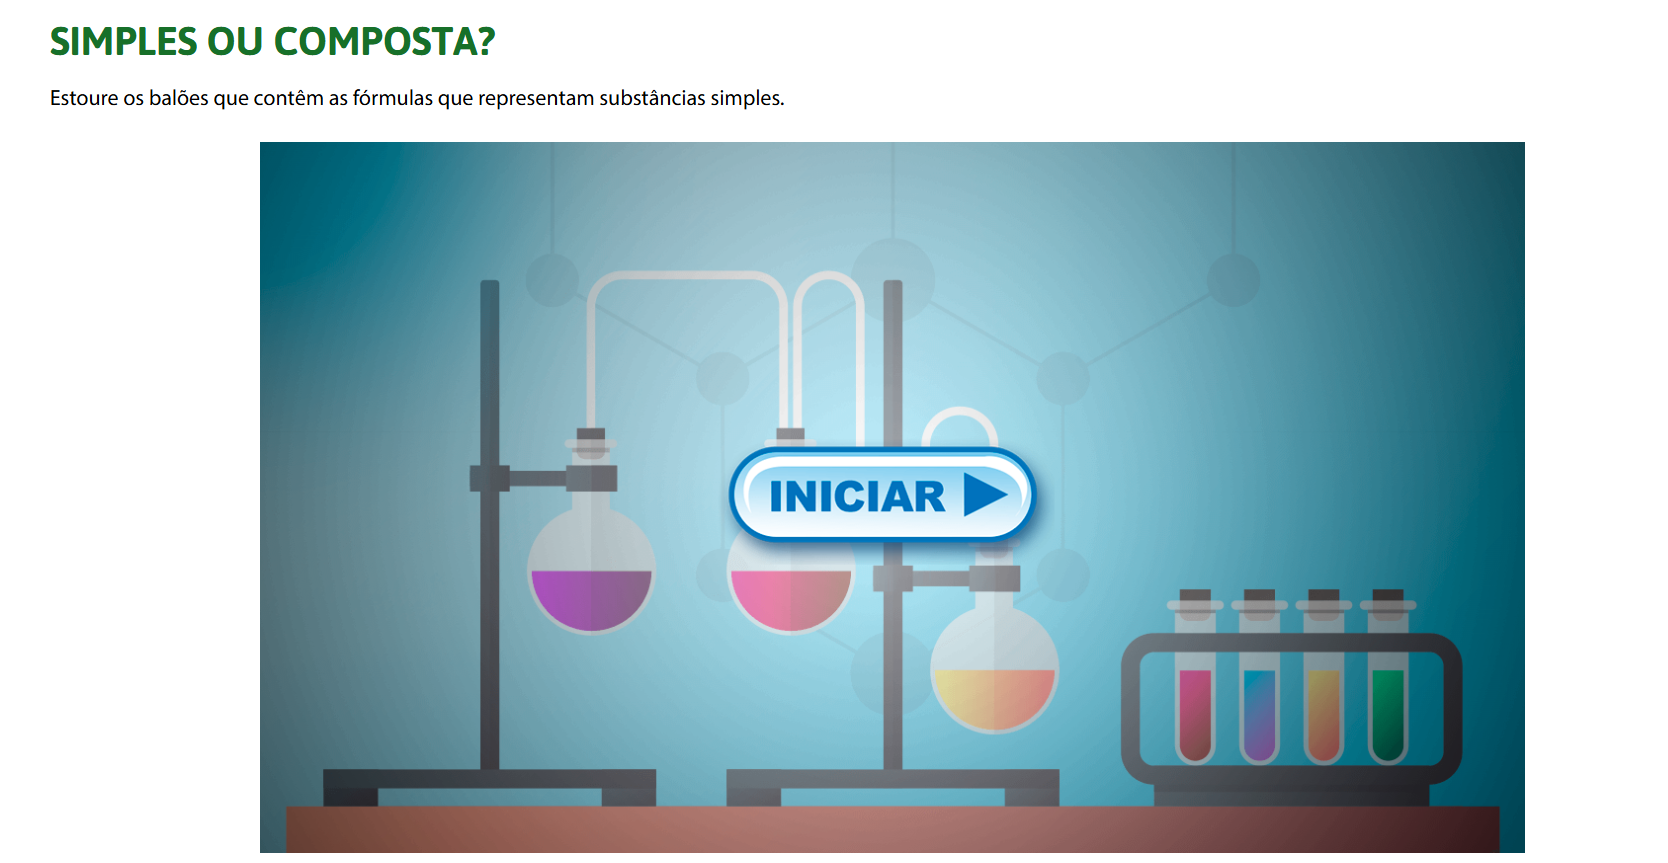 SIMPLES OU COMPOSTA?
Estoure os balões que contêm as fórmulas que representam substâncias simples.
INICIAR